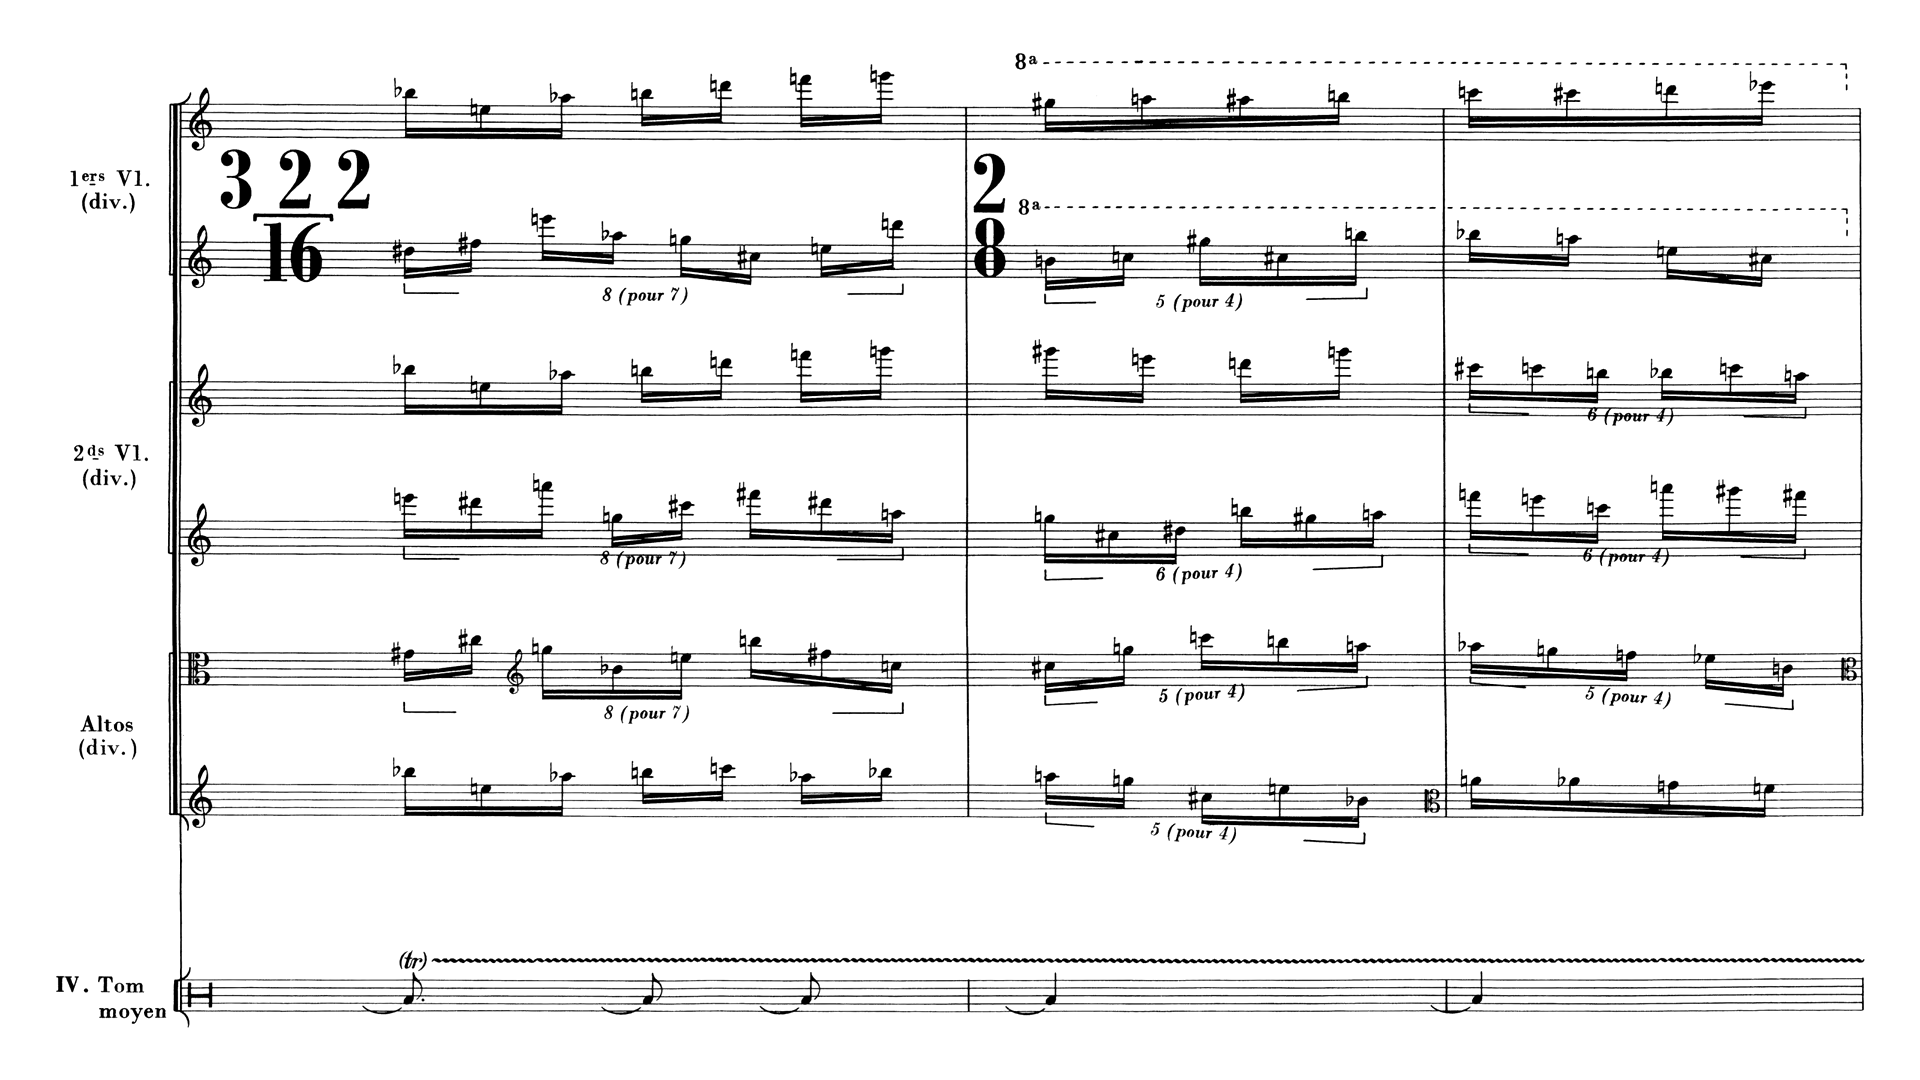 8ª
1ers Vl.
(div.)
3 2 2
16
2
8
8ª
8 (pour 7)
5 (pour 4)
2ds Vl.
(div.)
6 (pour 4)
8 (pour 7)
6 (pour 4)
6 (pour 4)
Altos
(div.)
8 (pour 7)
5 (pour 4)
5 (pour 4)
5 (pour 4)
(tr)
IV. Tom
moyen